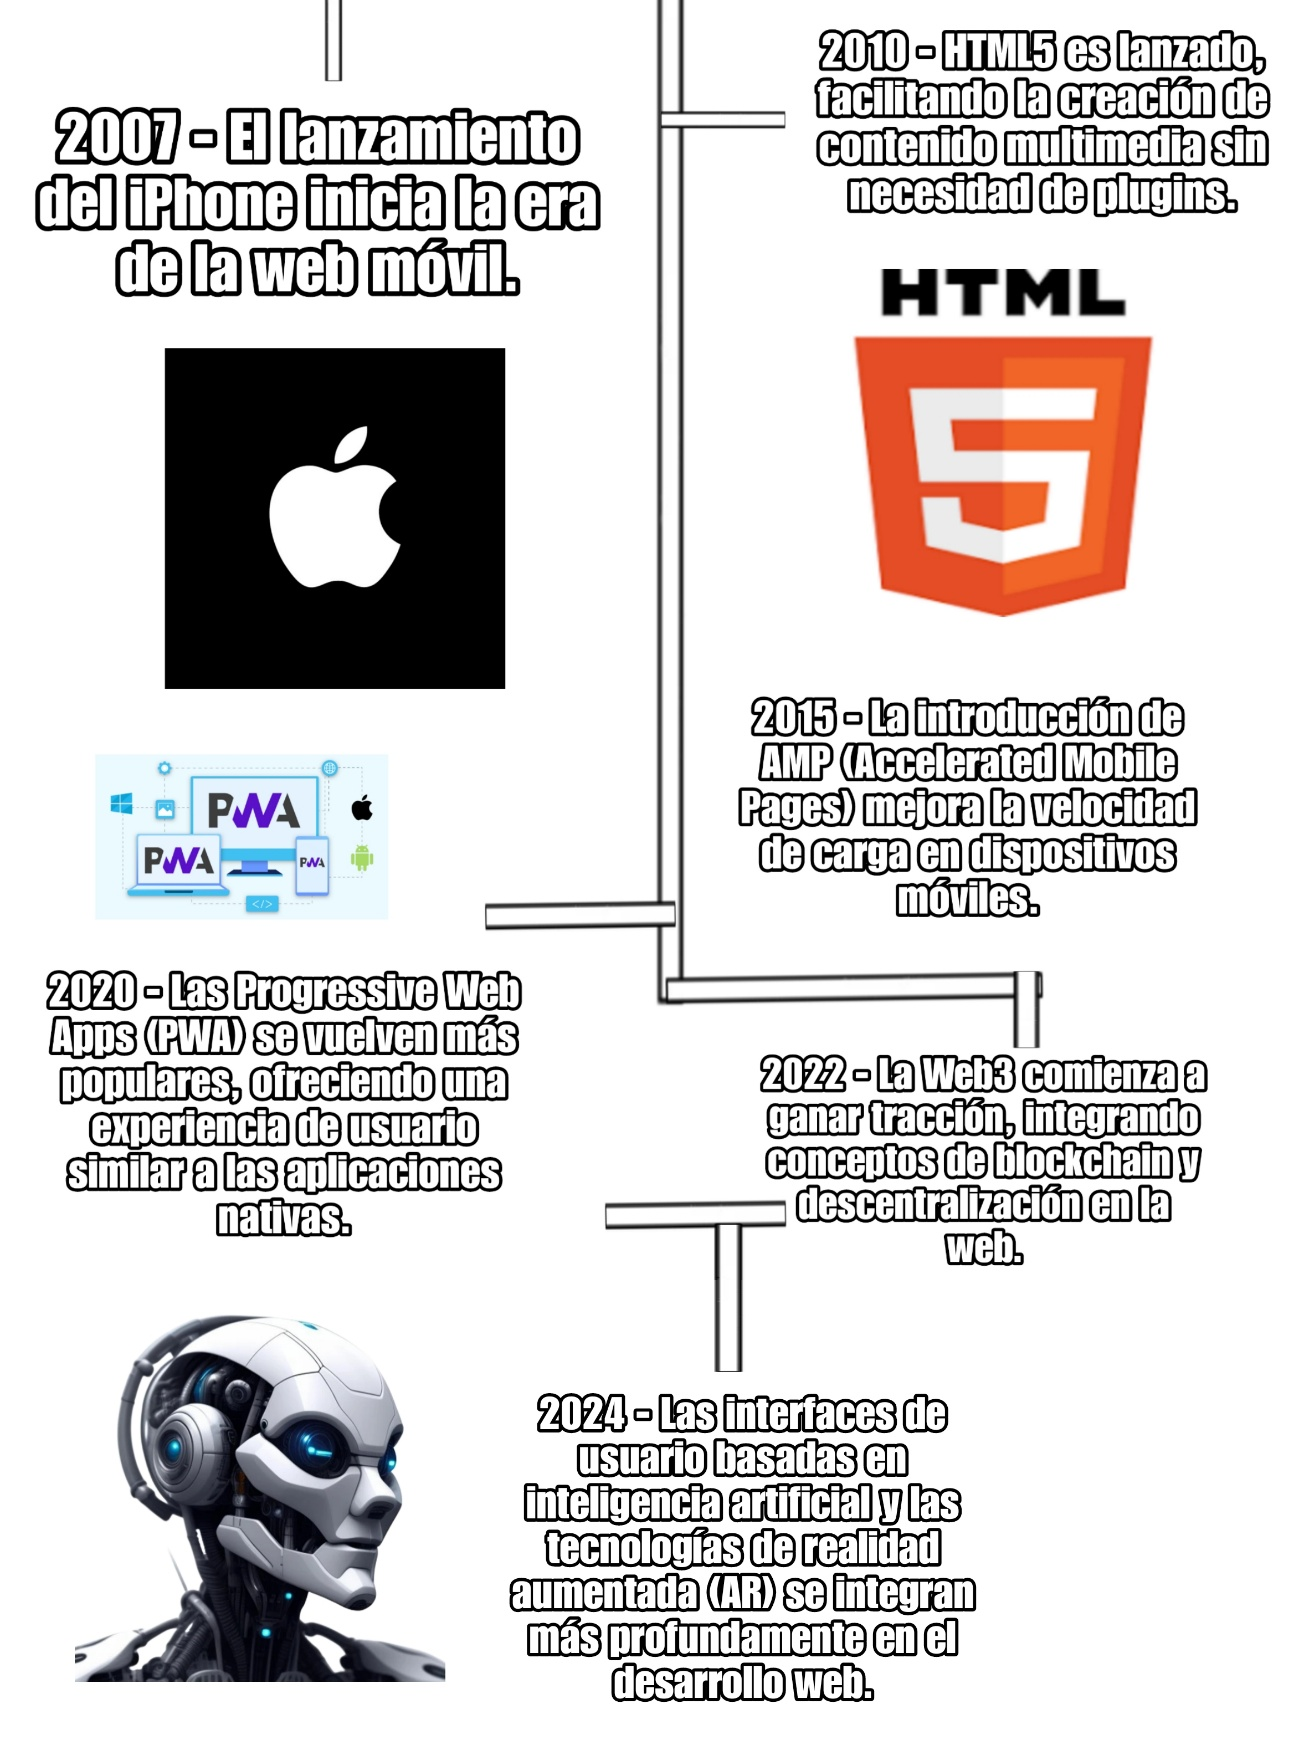 2007 - El lanzamiento
del iPhone inicia la era
de la web móvil.
2010 - HTML5 es lanzado,
facilitando la creación de
contenido multimedia sin
necesidad de plugins.
HTML
5
2015 - La introducción de
AMP (Accelerated Mobile
Pages) mejora la velocidad
de carga en dispositivos
móviles.
PWA
PWA
PWA
</>
2020 - Las Progressive Web
Apps (PWA) se vuelven más
populares, ofreciendo una
experiencia de usuario
similar a las aplicaciones
nativas.
2022 - La Web3 comienza a
ganar tracción, integrando
conceptos de blockchain y
descentralización en la
web.
2024 - Las interfaces de
usuario basadas en
inteligencia artificial y las
tecnologías de realidad
aumentada (AR) se integran
más profundamente en el
desarrollo web.